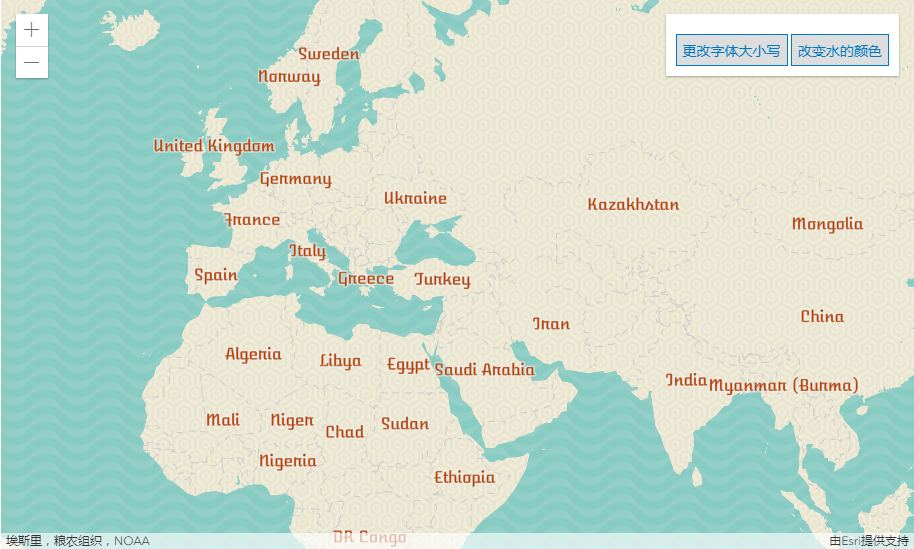 更改字体大小写 改变水的颜色
Sweden
Norway
United Kingdom
Germany
Ukraine
Kazakhstan
France
Mongolia
Italy
Spain
Greece
Turkey
China
Iran
Algeria
Libya
Egypt
Saudi Arabia
India
Myanmar (Burma)
Mali
Niger
Chad
Sudan
Nigeria
Ethiopia
DR Congo
埃斯里，粮农组织，NOAA
由Esri提供支持